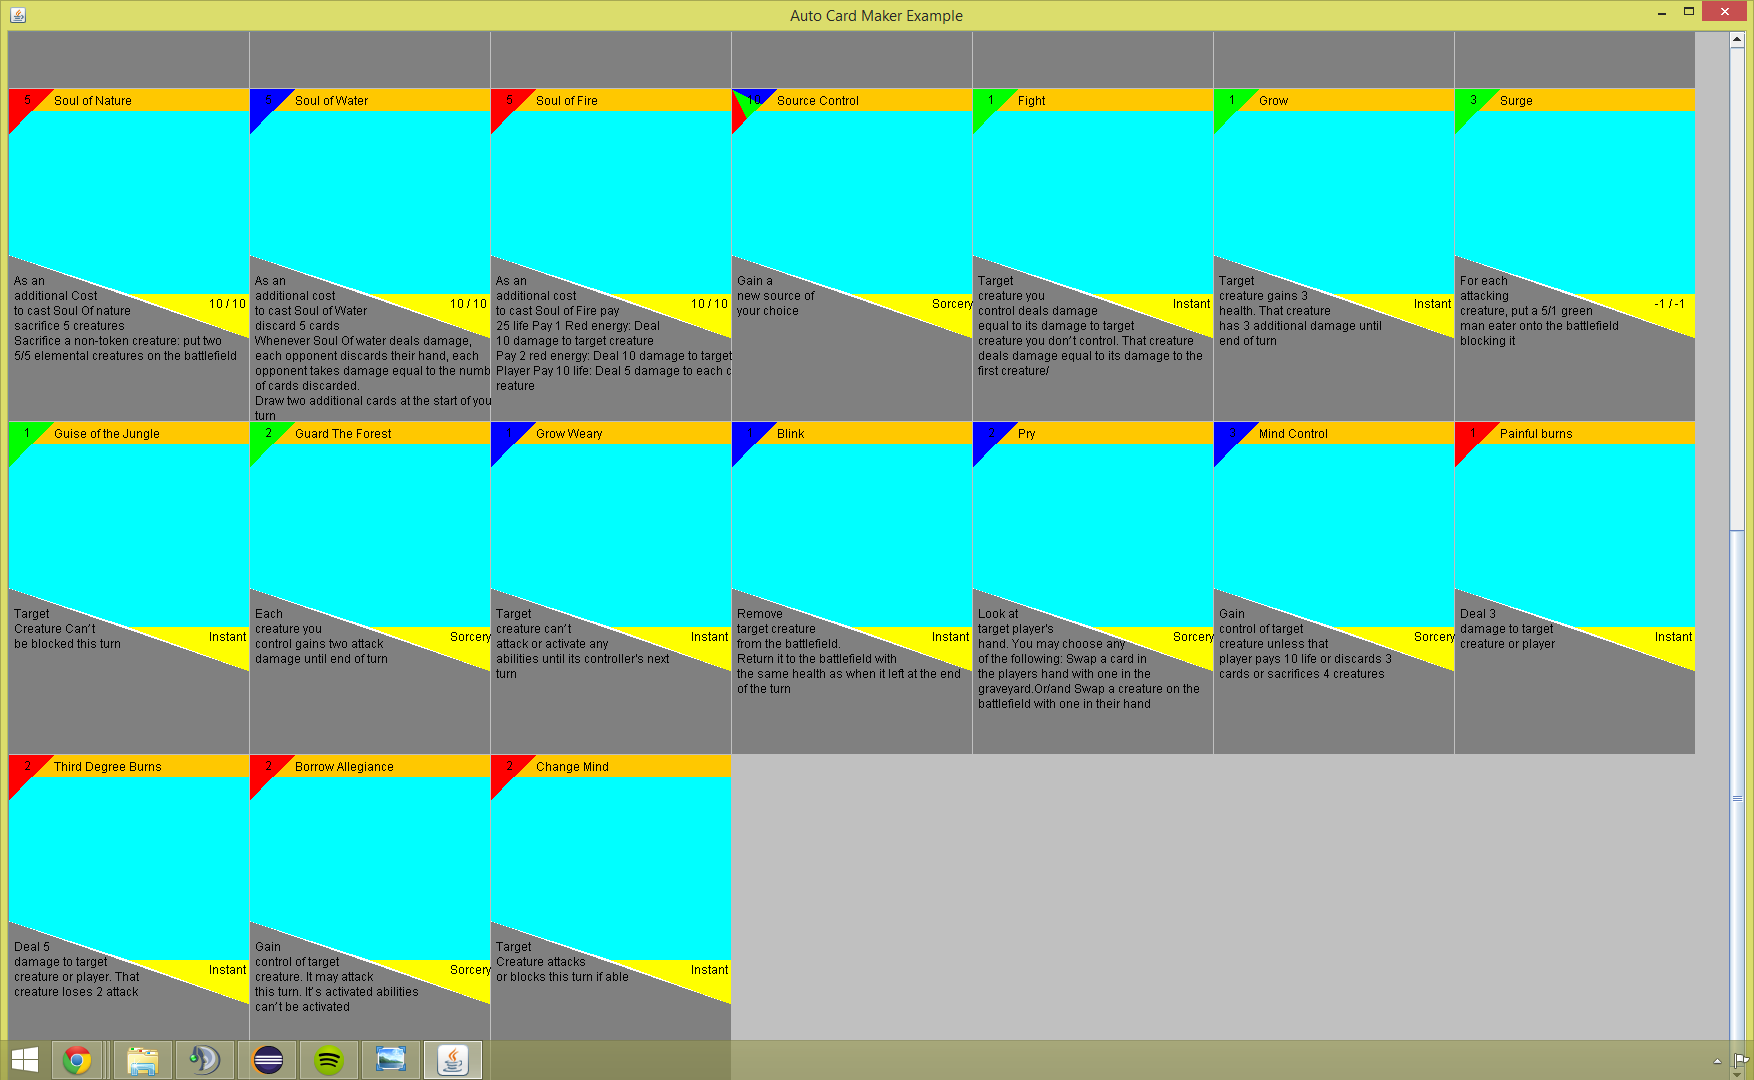 Auto Card Maker Example
5 Soul of Nature
As an
additional Cost
to cast Soul Of nature
sacrifice 5 creatures
Sacrifice a non-token creature: put two
5/5 elemental creatures on the battlefield
10 / 10
5 Soul of Water
As an
additional cost
to cast Soul of Water
discard 5 cards
Whenever Soul Of water deals damage,
each opponent discards their hand, each
opponent takes damage equal to the numb
of cards discarded.
Draw two additional cards at the start of you
turn
10 / 10
5 Soul of Fire
As an
additional cost
to cast Soul of Fire pay
25 life Pay 1 Red energy: Deal
10 damage to target creature
Pay 2 red energy: Deal 10 damage to target
Player Pay 10 life: Deal 5 damage to each c
reature
10 / 10
Source Control
Gain a
new source of
your choice
Sorcery
1 Fight
Target
creature you
control deals damage
equal to its damage to target
creature you don't control. That creature
deals damage equal to its damage to the
first creature/
Instant
1 Grow
Target
creature gains 3
health. That creature
has 3 additional damage until
end of turn
Instant
3 Surge
For each
attacking
creature, put a 5/1 green
man eater onto the battlefield
blocking it
-1 / -1
1 Guise of the Jungle
Target
Creature Can't
be blocked this turn
Instant
2 Guard The Forest
Each
creature you
control gains two attack
damage until end of turn
Sorcery
Grow Weary
Target
creature can't
attack or activate any
abilities until its controller's next
turn
Instant
1 Blink
Remove
target creature
from the battlefield.
Return it to the battlefield with
the same health as when it left at the end
of the turn
Instant
2 Pry
Look at
target player's
hand. You may choose any
of the following: Swap a card in
the players hand with one in the
graveyard.Or/and Swap a creature on the
battlefield with one in their hand
Sorcery
3 Mind Control
Gain
control of target
creature unless that
player pays 10 life or discards 3
cards or sacrifices 4 creatures
Sorcery
1 Painful burns
Deal 3
damage to target
creature or player
Instant
2 Third Degree Burns
Deal 5
damage to target
creature or player. That
creature loses 2 attack
Instant
2 Borrow Allegiance
Gain
control of target
creature. It may attack
this turn. It's activated abilities
can't be activated
Sorcery
2 Change Mind
Target
Creature attacks
or blocks this turn if able
Instant